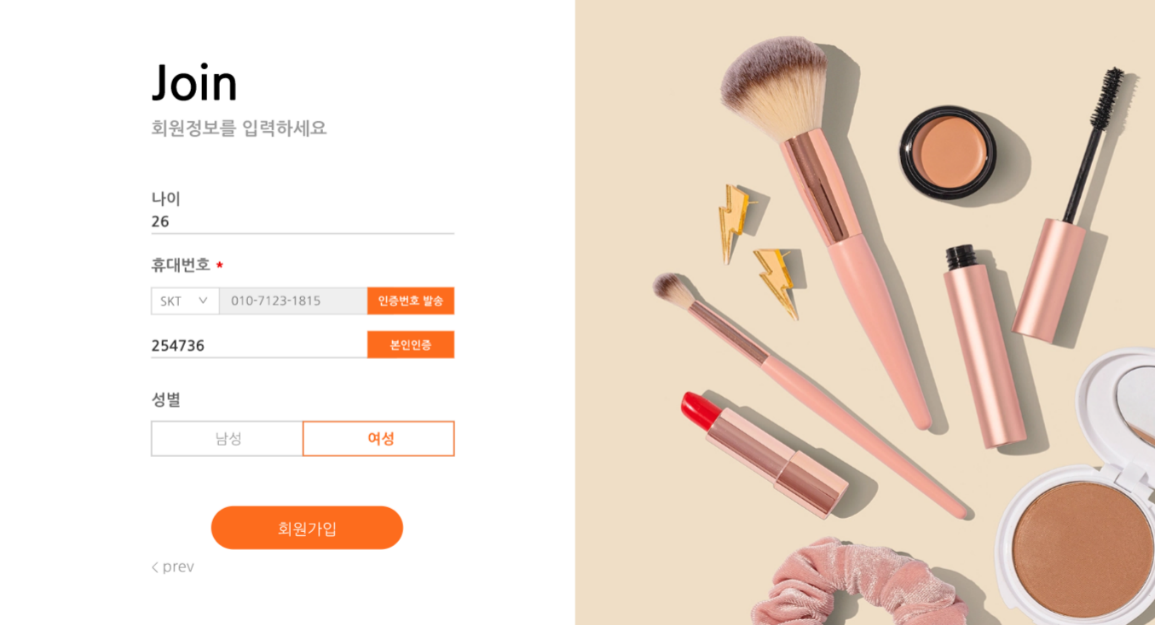 Join
회원정보를 입력하세요
나이
26
휴대번호 *
SKT 010-7123-1815 인증번호 발송
254736 본인인증
성별
남성 여성
회원가입
< prev